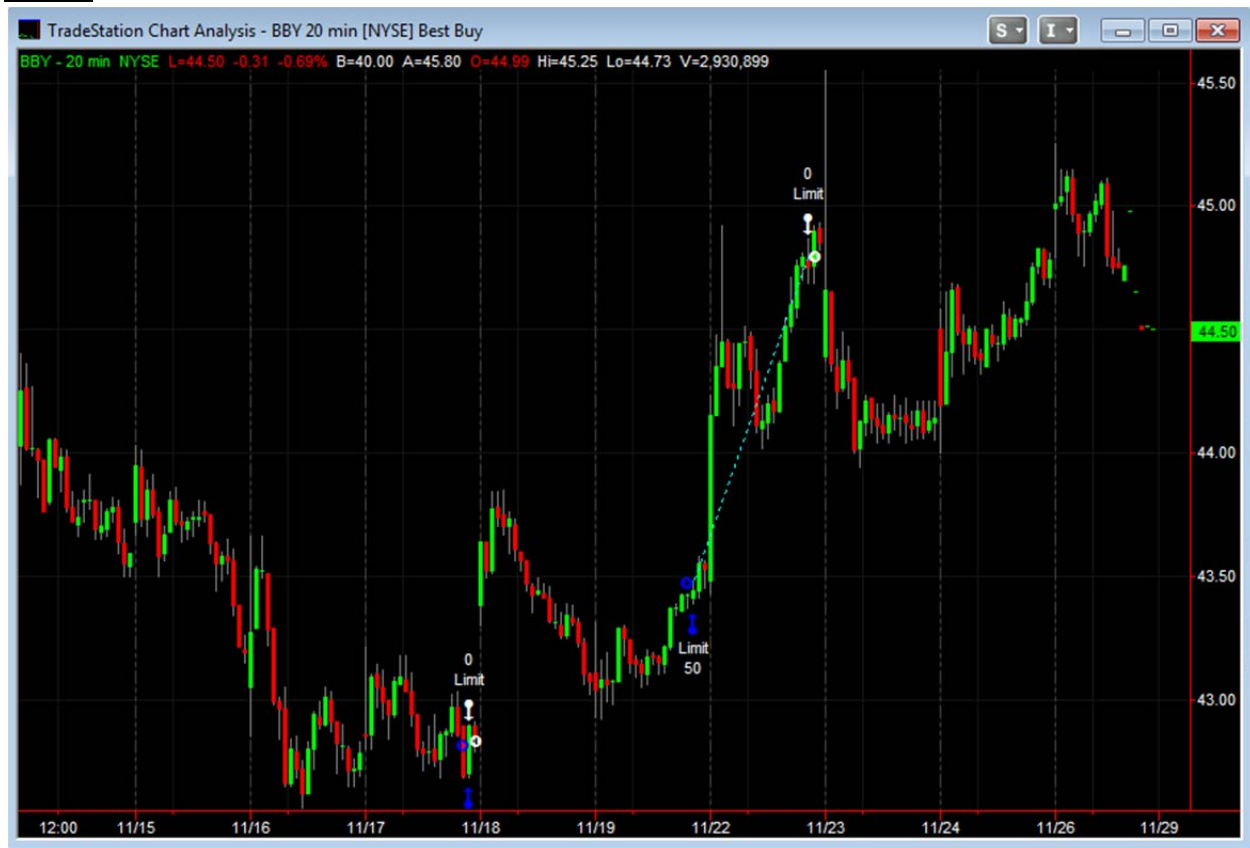 TradeStation Chart Analysis - BBY 20 min [NYSE] Best Buy
S
I
BBY - 20 min NYSE L=44.50 -0.31 -0.69% B=40.00 A=45.80 O=44.99 Hi=45.25 Lo=44.73 V=2,930,899
45.50
45.00
44.50
44.00
43.50
43.00
0
Limit
Limit
50
0
Limit
12:00 11/15 11/16 11/17 11/18 11/19 11/22 11/23 11/24 11/26 11/29